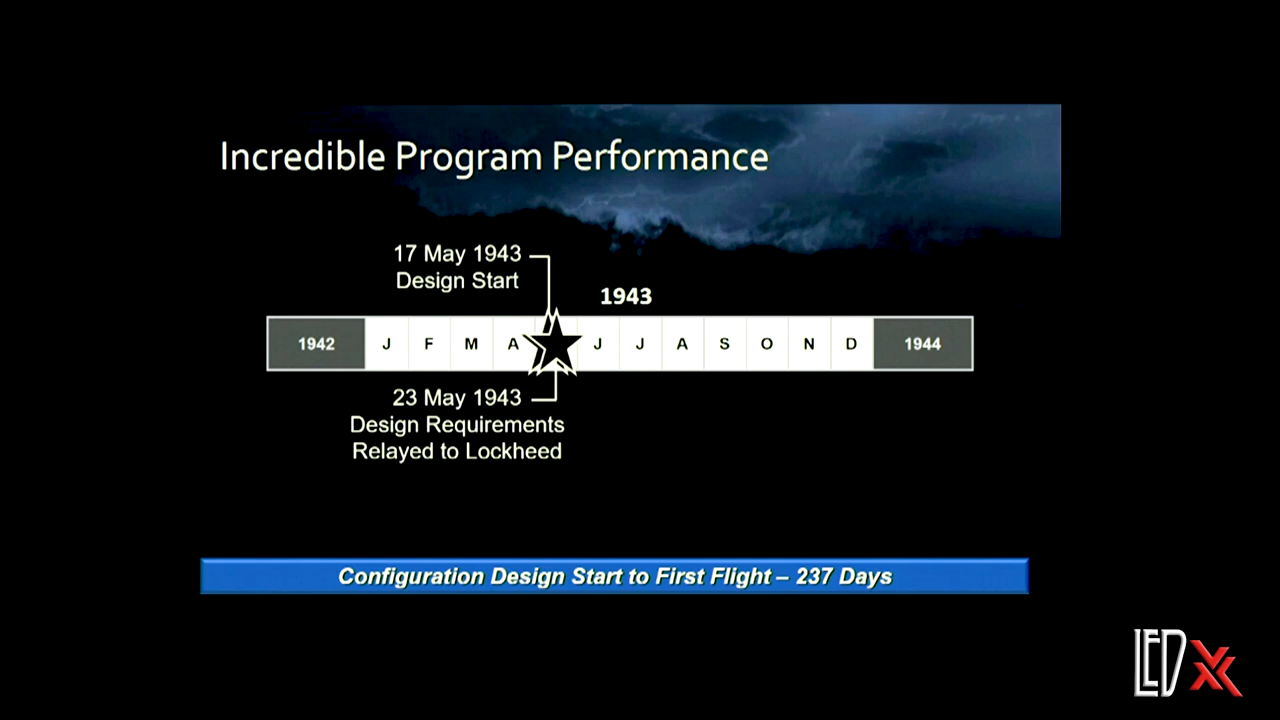 Incredible Program Performance
17 May 1943
Design Start
1943
1942 J F M A J J A S O N D 1944
23 May 1943
Design Requirements
Relayed to Lockheed
Configuration Design Start to First Flight – 237 Days
LEDX